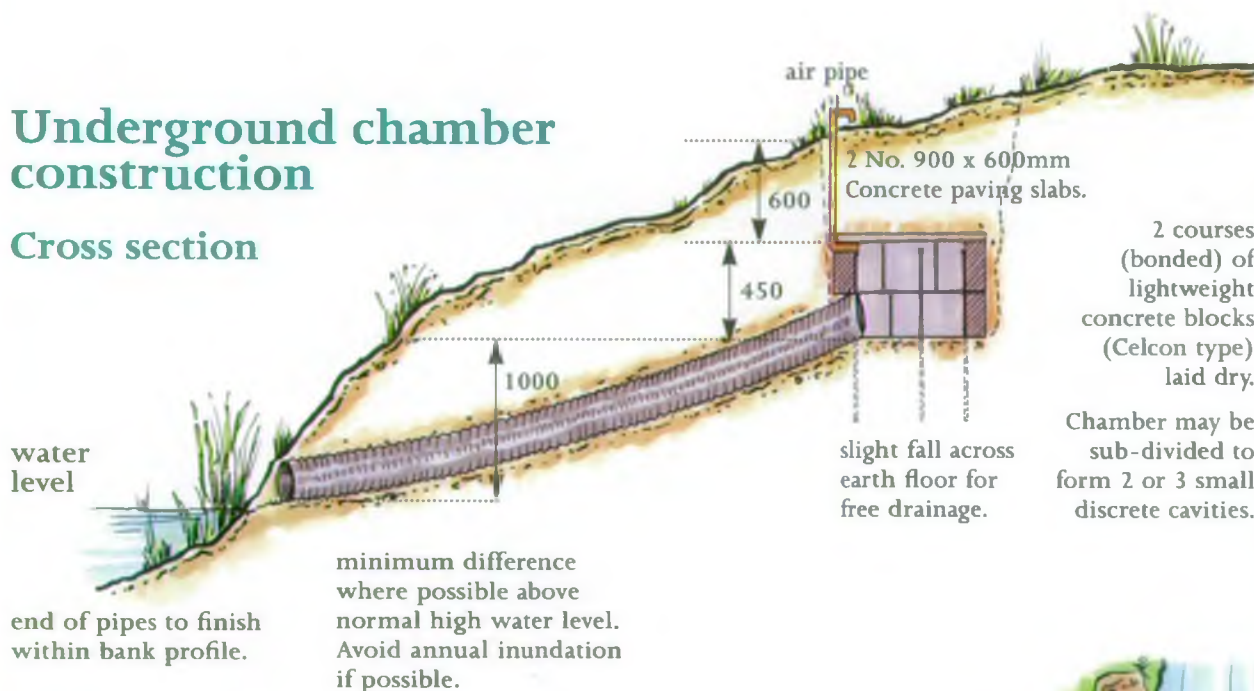 Underground chamber
construction
Cross section
air pipe
2 No. 900 x 600mm
Concrete paving slabs.
600
450
1000
2 courses
(bonded) of
lightweight
concrete blocks
(Celcon type)
laid dry.
Chamber may be
sub-divided to
form 2 or 3 small
discrete cavities.
slight fall across
earth floor for
free drainage.
water
level
end of pipes to finish
within bank profile.
minimum difference
where possible above
normal high water level.
Avoid annual inundation
if possible.